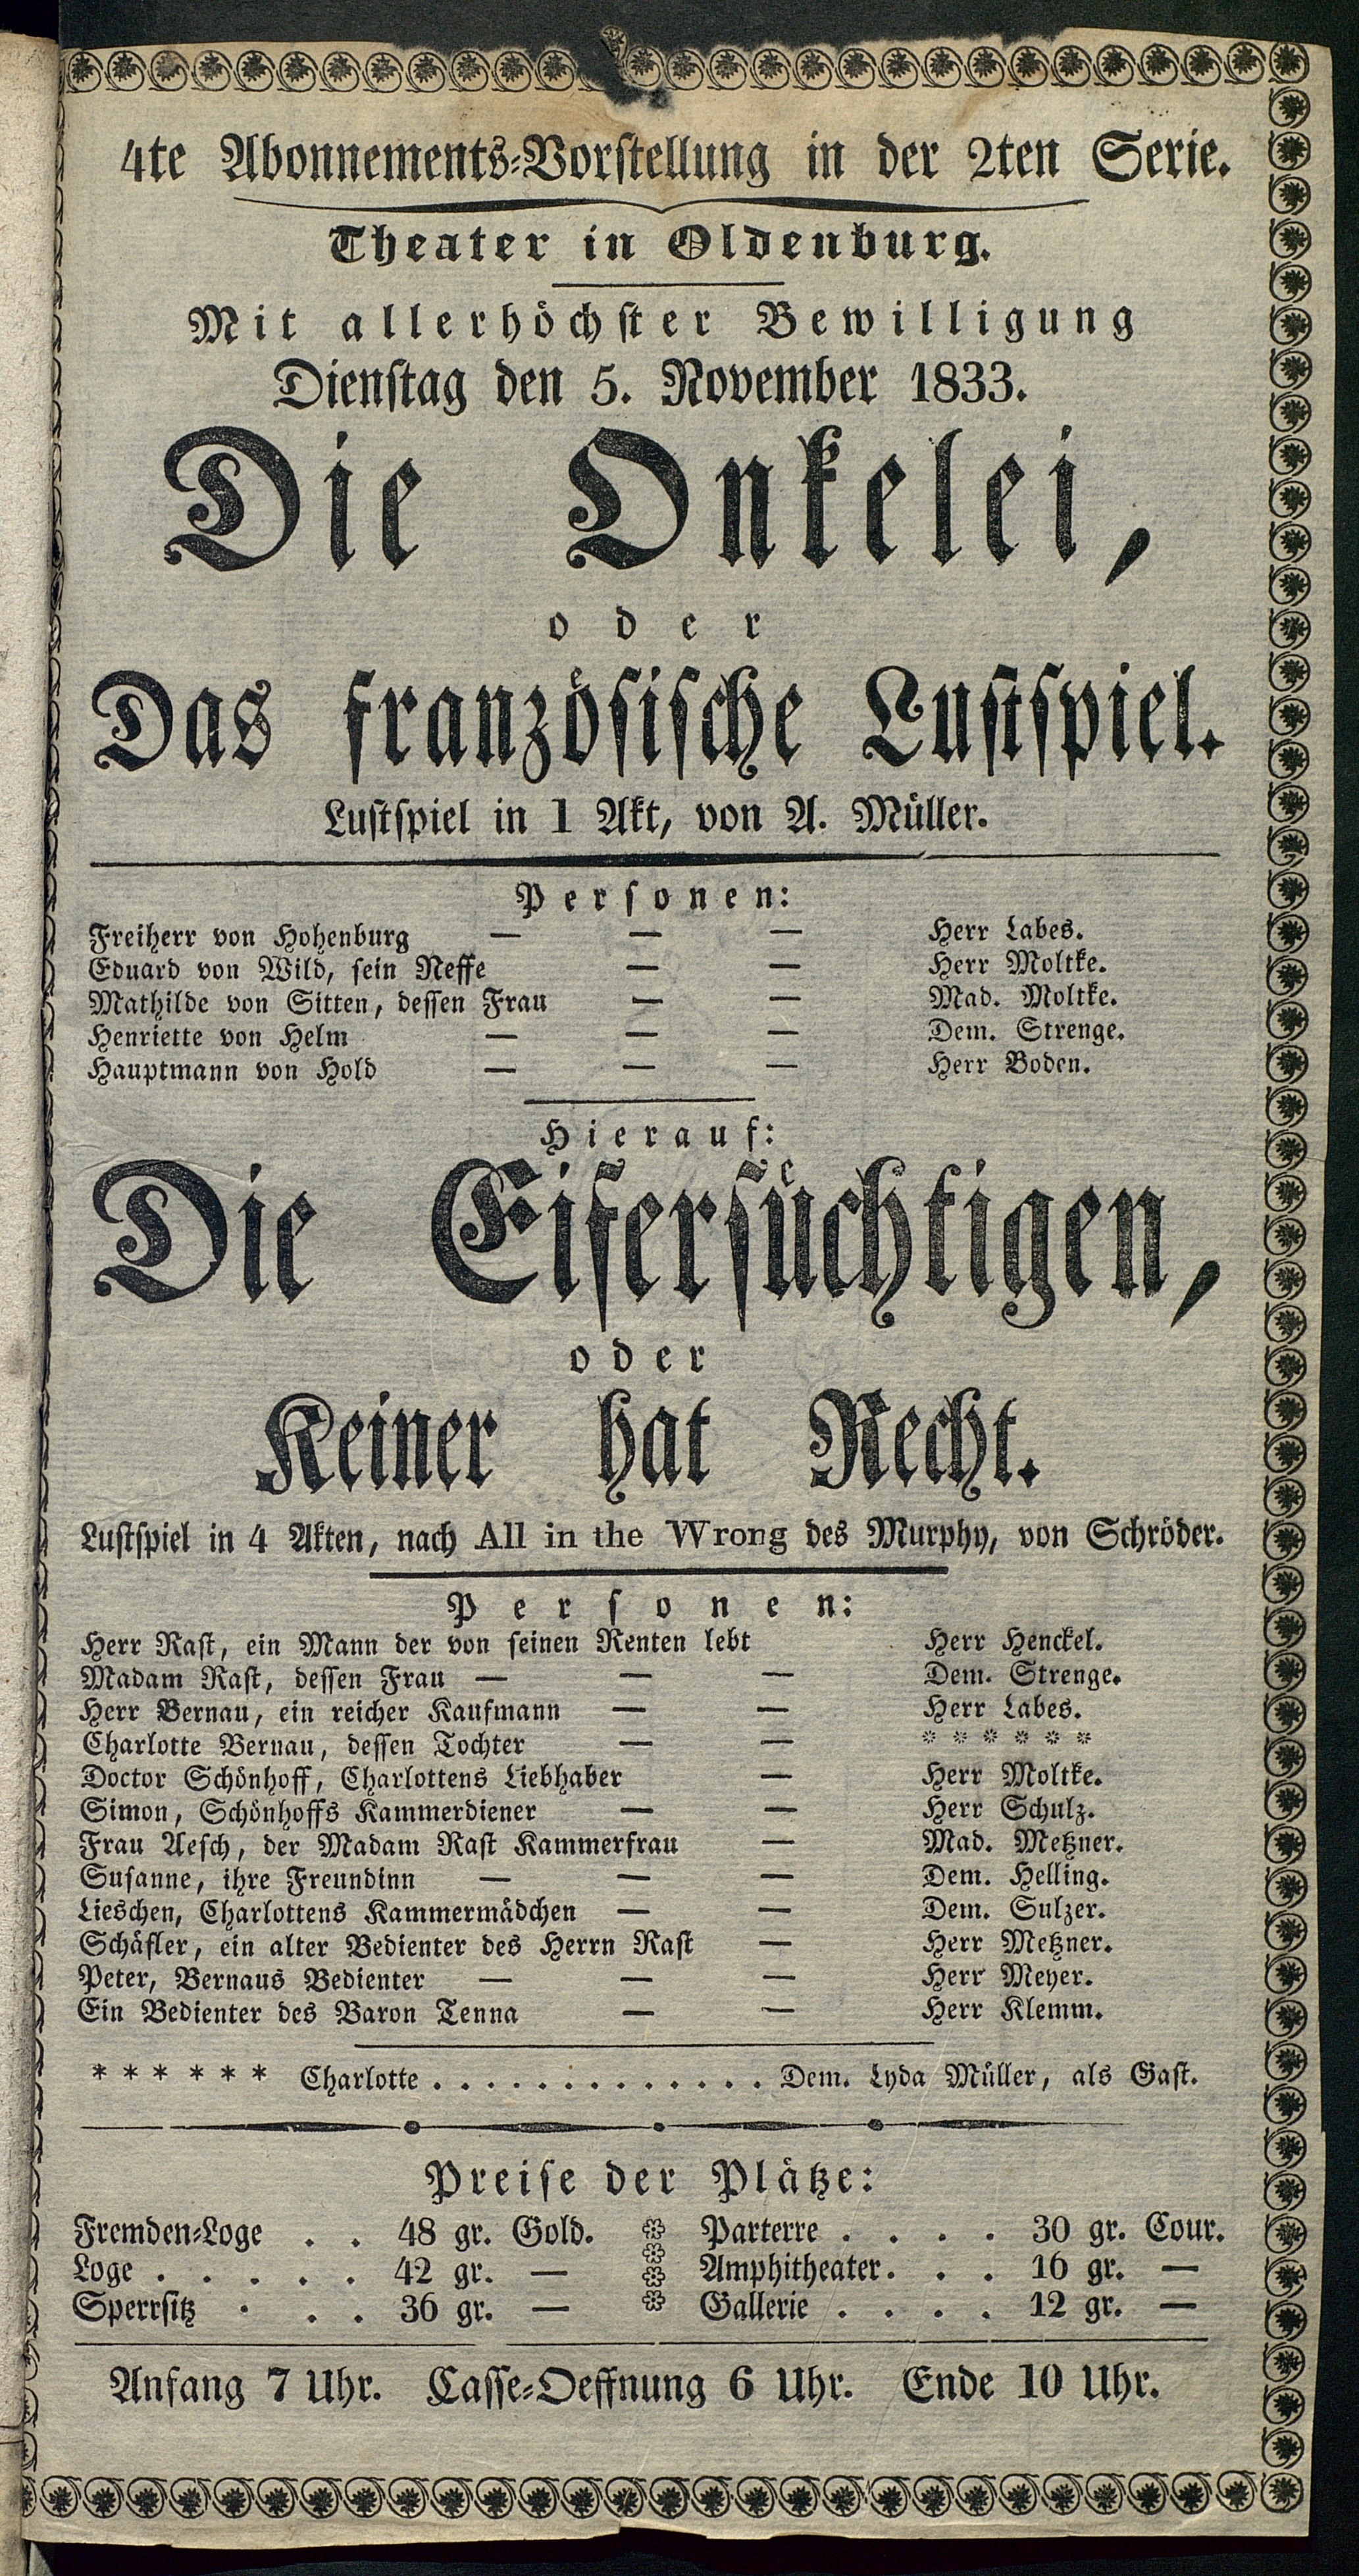 4te Abonnements-Vorstellung in der 2ten Serie.
Theater in Oldenburg.
Mit allerhöchster Bewilligung
Dienstag den 5. November 1833.
Die Onkelei,
oder
Das französische Lustspiel.
Lustspiel in 1 Akt, von A. Müller.
Personen:
Freiherr von Hohenburg — — — Herr Labes.
Eduard von Wild, sein Neffe — — Herr Moltke.
Mathilde von Sitten, dessen Frau — — Mad. Moltke.
Henriette von Helm — — — Dem. Strenge.
Hauptmann von Hold — — — Herr Boden.
Hierauf:
Die Eifersüchtigen,
oder
Keiner hat Recht.
Lustspiel in 4 Akten, nach All in the Wrong des Murphy, von Schröder.
Personen:
Herr Rast, ein Mann der von seinen Renten lebt Herr Henckel.
Madam Rast, dessen Frau — — — Dem. Strenge.
Herr Bernau, ein reicher Kaufmann — — Herr Labes.
Charlotte Bernau, dessen Tochter — — * * * * * *
Doctor Schönhoff, Charlottens Liebhaber — Herr Moltke.
Simon, Schönhoffs Kammerdiener — — Herr Schulz.
Frau Aesch, der Madam Rast Kammerfrau — Mad. Metzner.
Susanne, ihre Freundinn — — — Dem. Helling.
Lieschen, Charlottens Kammermädchen — — Dem. Sulzer.
Schäfler, ein alter Bedienter des Herrn Rast — Herr Metzner.
Peter, Bernaus Bedienter — — — Herr Meyer.
Ein Bedienter des Baron Tenna — — Herr Klemm.
* * * * * * Charlotte . . . . . . . . . . . . . . Dem. Lyda Müller, als Gast.
Preise der Plätze:
Fremden-Loge . . 48 gr. Gold. Parterre . . . . 30 gr. Cour.
Loge . . . . . 42 gr. — Amphitheater. . . 16 gr. —
Sperrsitz . . . 36 gr. — Gallerie . . . . 12 gr. —
Anfang 7 Uhr. Casse-Oeffnung 6 Uhr. Ende 10 Uhr.